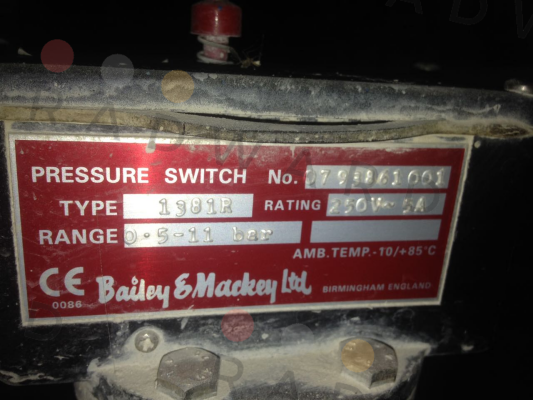 PRESSURE SWITCH No. 0793861001
TYPE 1381R RATING 250V~ 5A
RANGE 0·5-11 bar
AMB.TEMP.-10/+85°C
CE Bailey & Mackey Ltd. BIRMINGHAM ENGLAND
0086